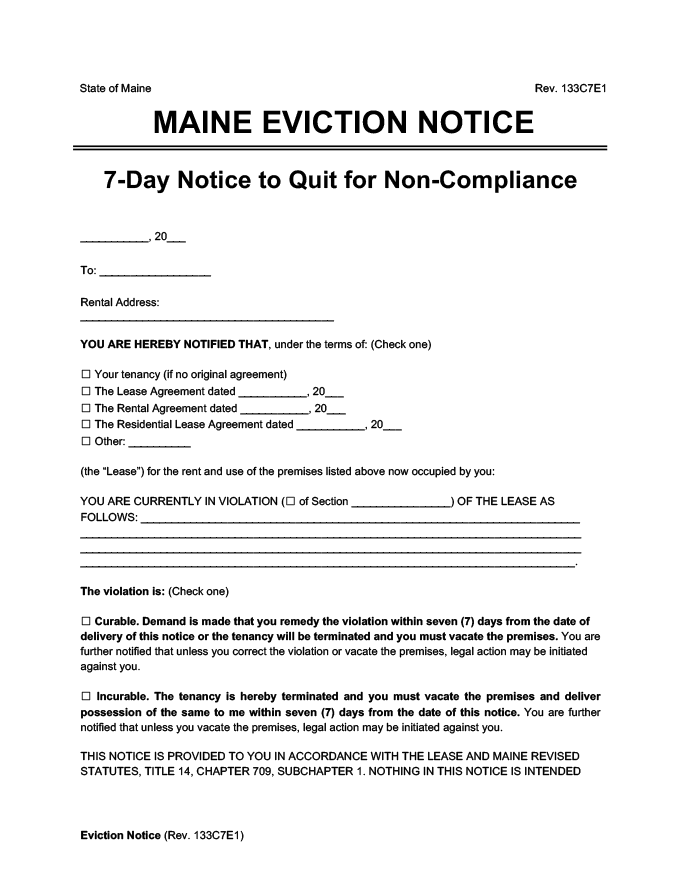 State of Maine Rev. 133C7E1
MAINE EVICTION NOTICE
7-Day Notice to Quit for Non-Compliance
___________, 20___
To: __________________
Rental Address:
_________________________________________
YOU ARE HEREBY NOTIFIED THAT, under the terms of: (Check one)
☐ Your tenancy (if no original agreement)
☐ The Lease Agreement dated ___________, 20___
☐ The Rental Agreement dated ___________, 20___
☐ The Residential Lease Agreement dated ___________, 20___
☐ Other: __________
(the “Lease”) for the rent and use of the premises listed above now occupied by you:
YOU ARE CURRENTLY IN VIOLATION (☐ of Section ________________) OF THE LEASE AS
FOLLOWS: _______________________________________________________________________
_________________________________________________________________________________
_________________________________________________________________________________
________________________________________________________________________________.
The violation is: (Check one)
☐ Curable. Demand is made that you remedy the violation within seven (7) days from the date of
delivery of this notice or the tenancy will be terminated and you must vacate the premises. You are
further notified that unless you correct the violation or vacate the premises, legal action may be initiated
against you.
☐ Incurable. The tenancy is hereby terminated and you must vacate the premises and deliver
possession of the same to me within seven (7) days from the date of this notice. You are further
notified that unless you vacate the premises, legal action may be initiated against you.
THIS NOTICE IS PROVIDED TO YOU IN ACCORDANCE WITH THE LEASE AND MAINE REVISED
STATUTES, TITLE 14, CHAPTER 709, SUBCHAPTER 1. NOTHING IN THIS NOTICE IS INTENDED
Eviction Notice (Rev. 133C7E1)